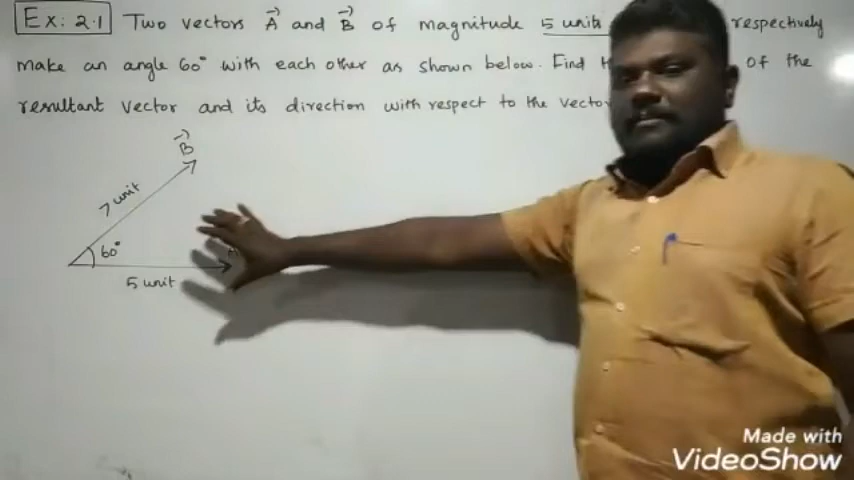 Ex: 2.1 Two vectors A⃗ and B⃗ of magnitude 5 units respectively
make an angle 60° with each other as shown below. Find of the
resultant vector and its direction with respect to the vector
B⃗
7 unit
60°
5 unit
Made with
VideoShow